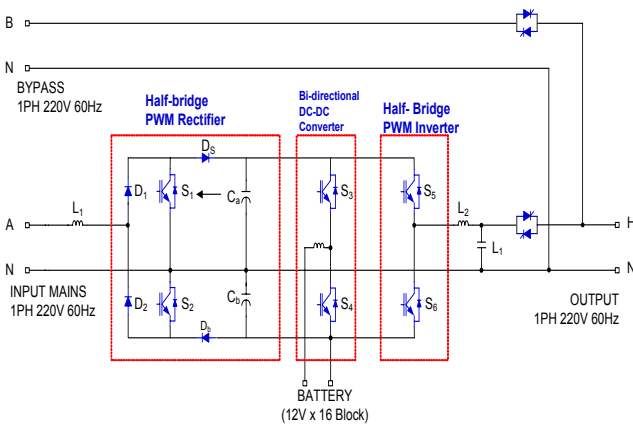 B
N
BYPASS
1PH 220V 60Hz
Half-bridge
PWM Rectifier
Bi-directional
DC-DC
Converter
Half- Bridge
PWM Inverter
DS
D1
S1
Ca
S3
S5
L1
L2
A
H
L1
N
N
INPUT MAINS
1PH 220V 60Hz
D2
S2
Cb
S4
S6
Db
OUTPUT
1PH 220V 60Hz
BATTERY
(12V x 16 Block)